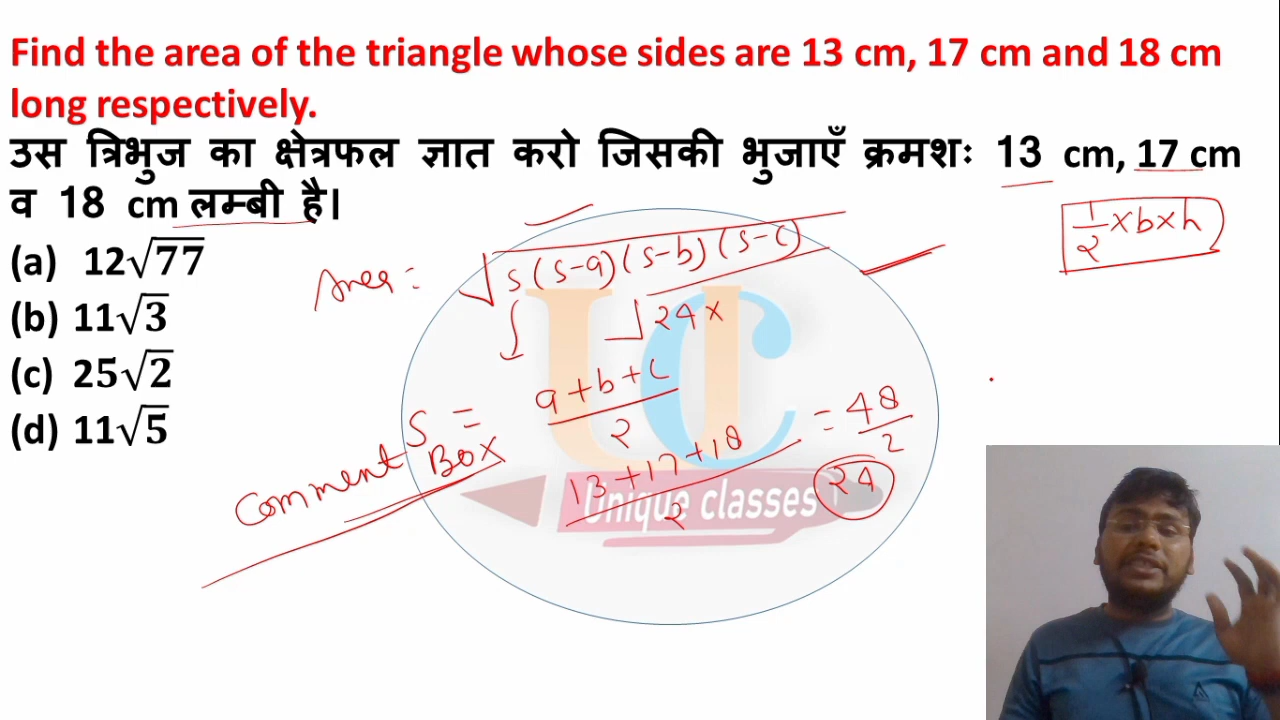 Find the area of the triangle whose sides are 13 cm, 17 cm and 18 cm
long respectively.
उस त्रिभुज का क्षेत्रफल ज्ञात करो जिसकी भुजाएँ क्रमशः 13 cm, 17 cm
व 18 cm लम्बी है।
(a) 12√77
(b) 11√3
(c) 25√2
(d) 11√5
1/2 × b × h
Area: √s(s-a)(s-b)(s-c)
√24 ×
S = a+b+c/2
13+17+18/2 = 48/2
24
Comment Box
UC
Unique classes